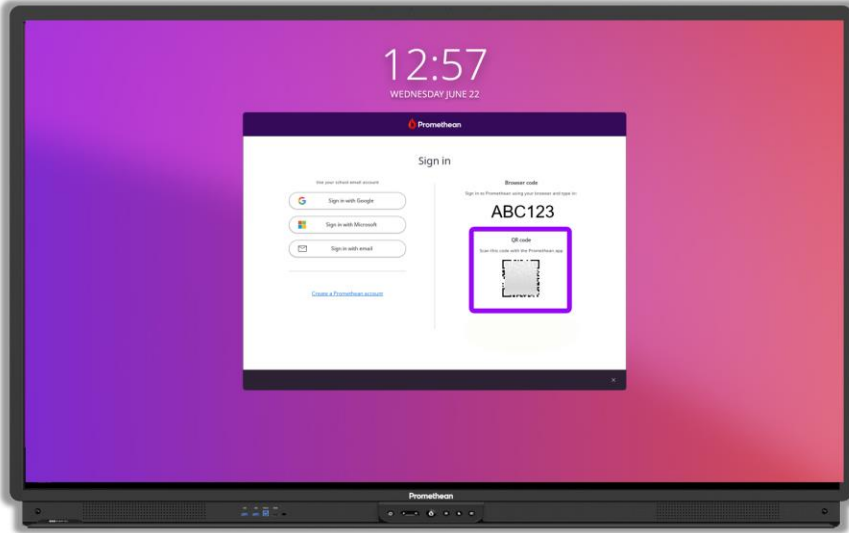 12:57
WEDNESDAY JUNE 22
Promethean
Sign in
Use your school email account
Sign in with Google
Sign in with Microsoft
Sign in with email
Create a Promethean account
Browser code
Sign in to Promethean using your browser and type in:
ABC123
QR code
Scan this code with the Promethean app
Promethean